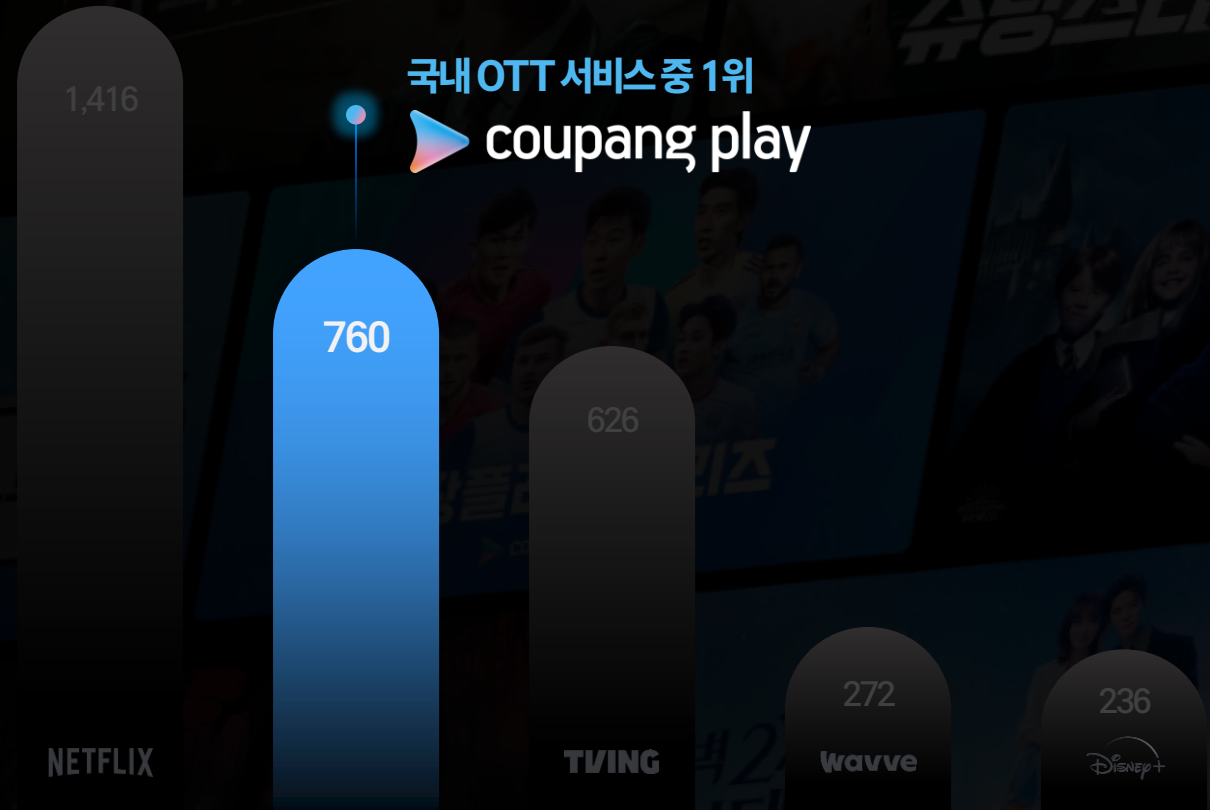 국내 OTT 서비스 중 1위
coupang play
1,416
760
626
272
236
NETFLIX
TVING
wavve
Disney+